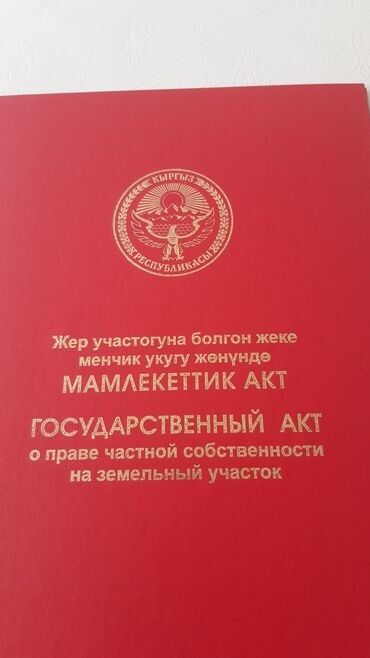 КЫРГЫЗ
РЕСПУБЛИКАСЫ
Жер участогуна болгон жеке
менчик укугу жөнүндө
МАМЛЕКЕТТИК АКТ
ГОСУДАРСТВЕННЫЙ АКТ
о праве частной собственности
на земельный участок